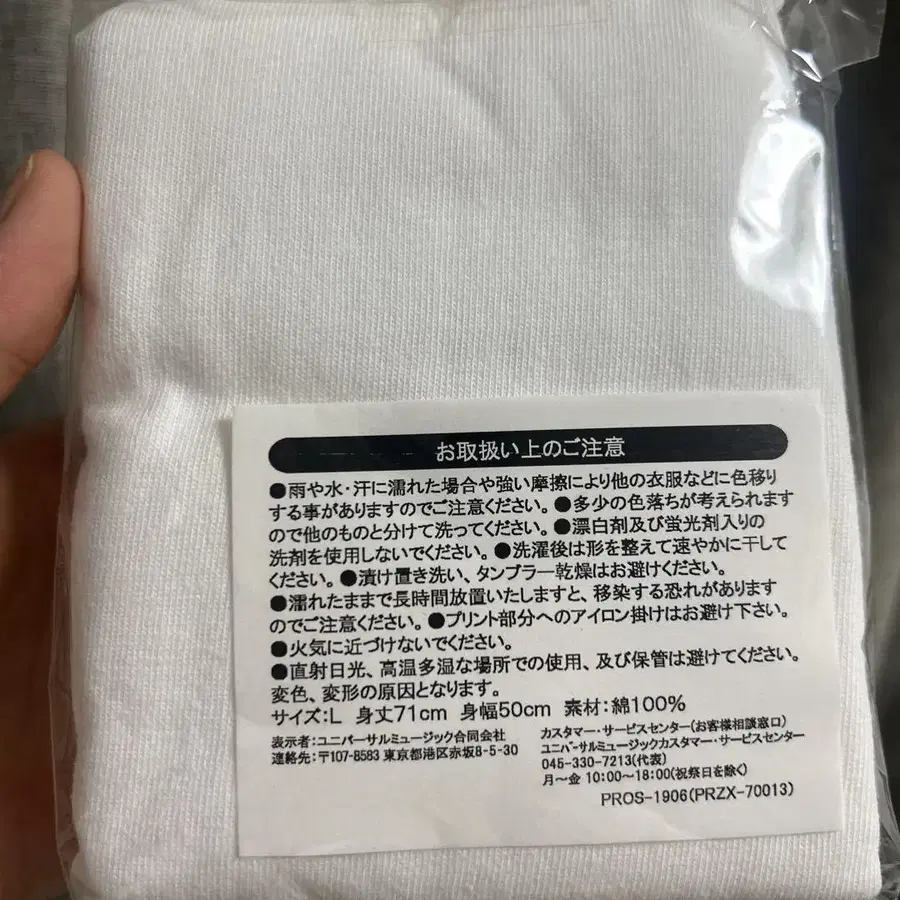 お取扱い上のご注意
●雨や水・汗に濡れた場合や強い摩擦により他の衣服などに色移り
する事がありますのでご注意ください。●多少の色落ちが考えられます
ので他のものと分けて洗ってください。●漂白剤及び蛍光剤入りの
洗剤を使用しないでください。●洗濯後は形を整えて速やかに干して
ください。●漬け置き洗い、タンブラー乾燥はお避けください。
●濡れたままで長時間放置いたしますと、移染する恐れがあります
のでご注意ください。●プリント部分へのアイロン掛けはお避け下さい。
●火気に近づけないでください。
●直射日光、高温多湿な場所での使用、及び保管は避けてください。
変色、変形の原因となります。
サイズ:L 身丈71cm 身幅50cm 素材:綿100%
表示者:ユニバーサルミュージック合同会社
連絡先:〒107-8583 東京都港区赤坂8-5-30
カスタマー・サービスセンター(お客様相談窓口)
ユニバーサルミュージックカスタマー・サービスセンター
045-330-7213(代表)
月～金 10:00～18:00(祝祭日を除く)
PROS-1906(PRZX-70013)